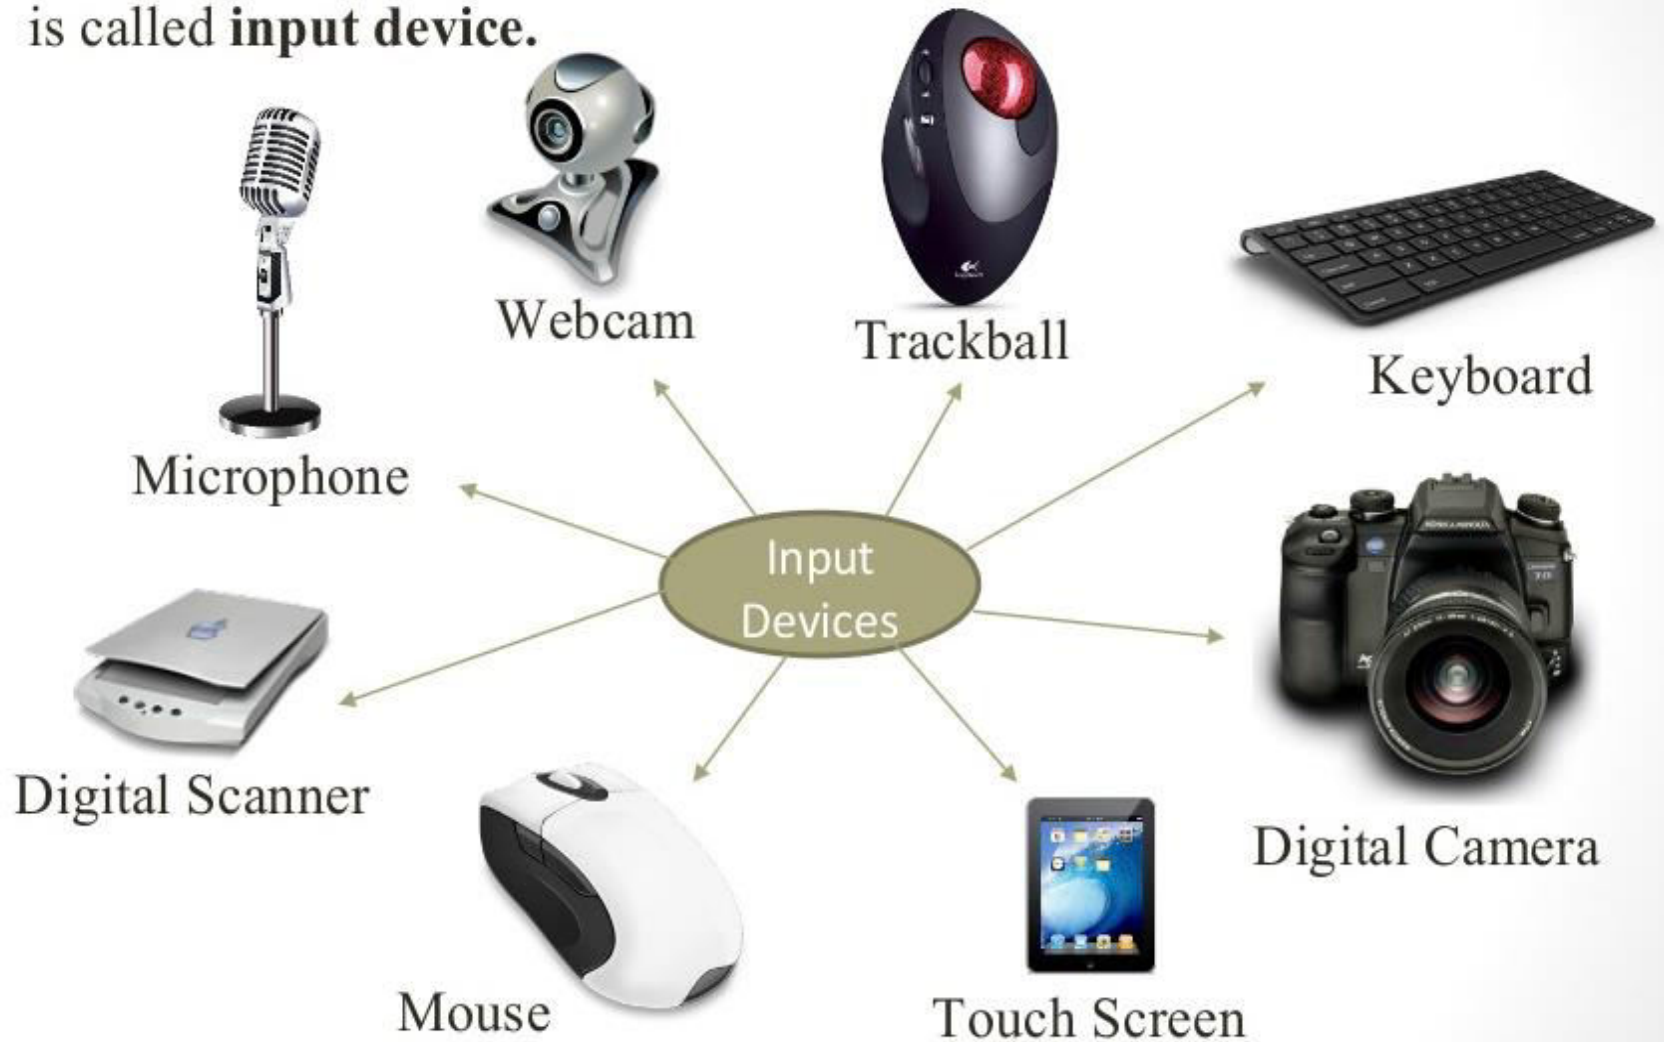 is called input device.
Webcam
Trackball
Keyboard
Microphone
Input
Devices
Digital Scanner
Digital Camera
Mouse
Touch Screen